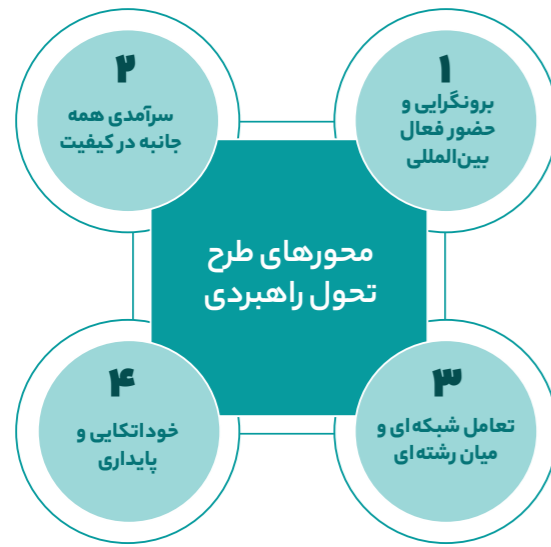 ۱
برونگرایی و
حضور فعال
بین‌المللی
۲
سرآمدی همه
جانبه در کیفیت
محورهای طرح
تحول راهبردی
۳
تعامل شبکه‌ای و
میان رشته‌ای
۴
خوداتکایی و
پایداری